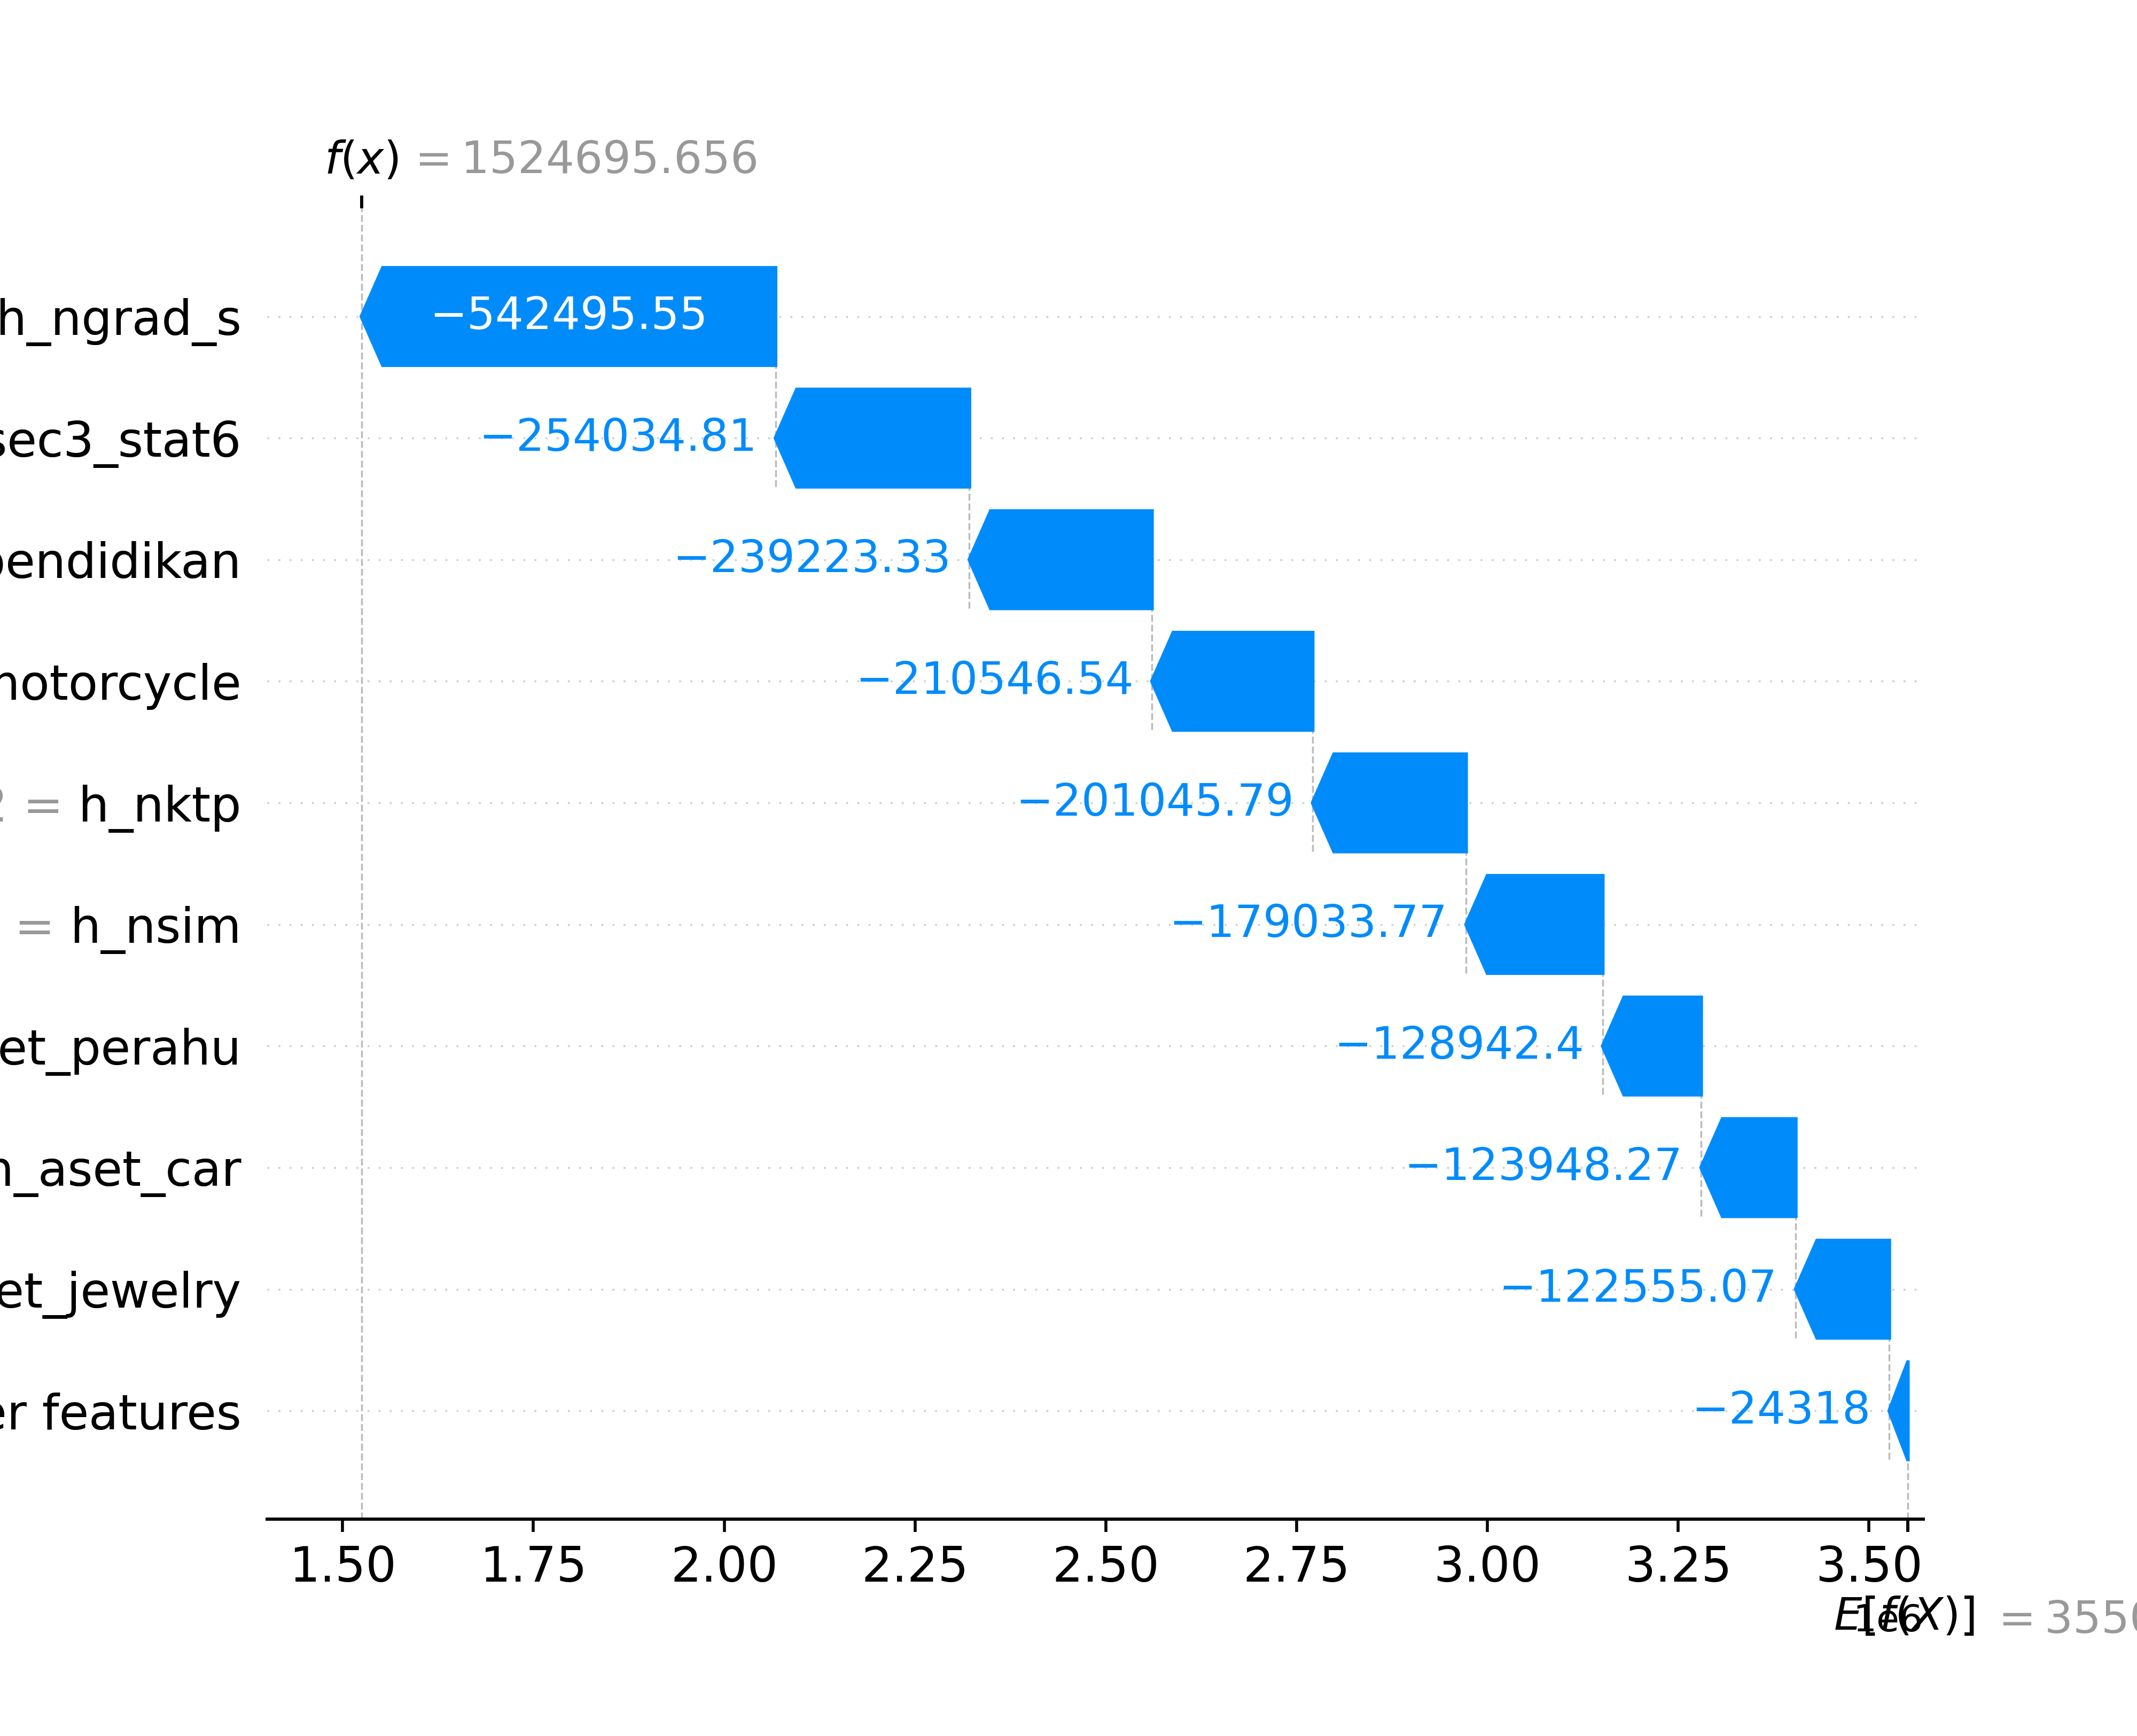 f(x) = 1524695.656
h_ngrad_s
−542495.55
sec3_stat6
−254034.81
pendidikan
−239223.33
motorcycle
−210546.54
2 = h_nktp
−201045.79
= h_nsim
−179033.77
et_perahu
−128942.4
h_aset_car
−123948.27
et_jewelry
−122555.07
er features
−24318
1.50 1.75 2.00 2.25 2.50 2.75 3.00 3.25 3.50
1e6
E[f(X)] = 3550